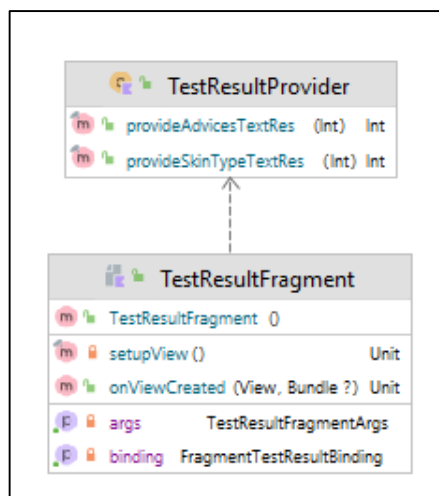 TestResultProvider
provideAdvicesTextRes (Int) Int
provideSkinTypeTextRes (Int) Int
TestResultFragment
TestResultFragment ()
setupView () Unit
onViewCreated (View, Bundle ?) Unit
args TestResultFragmentArgs
binding FragmentTestResultBinding